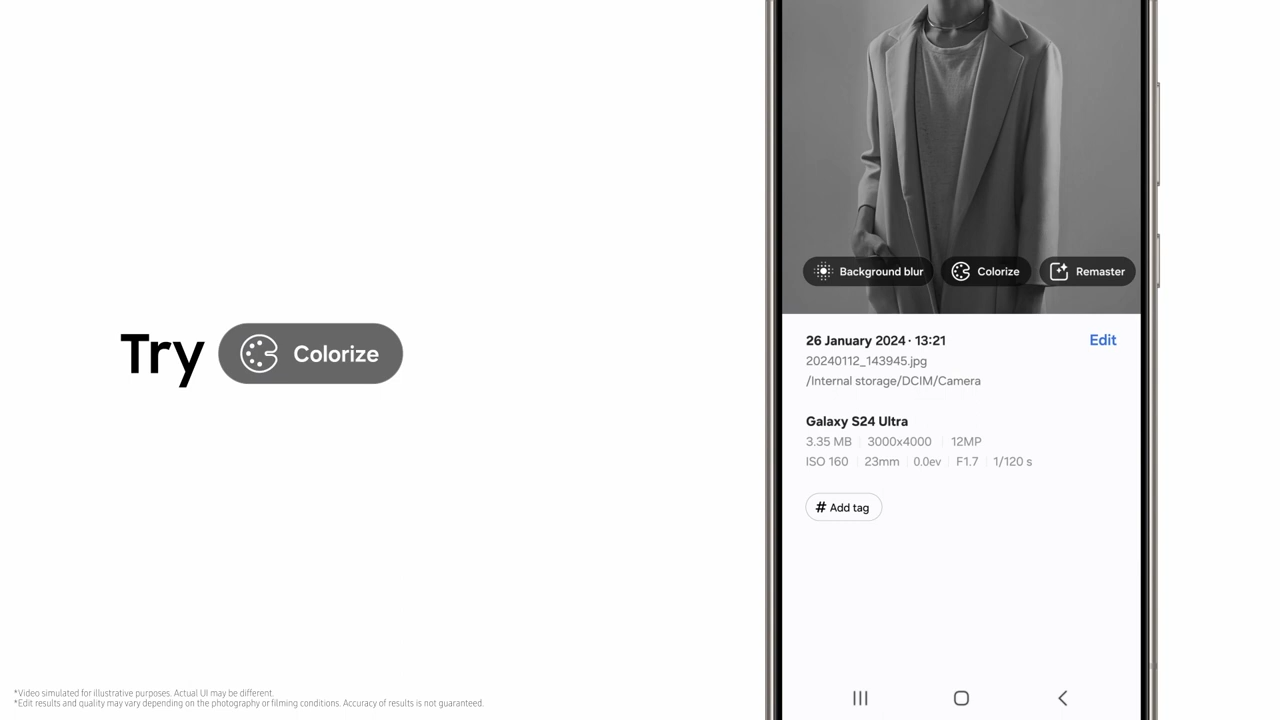 Try Colorize
Background blur
Colorize
Remaster
26 January 2024 · 13:21
Edit
20240112_143945.jpg
/Internal storage/DCIM/Camera
Galaxy S24 Ultra
3.35 MB 3000x4000 12MP
ISO 160 23mm 0.0ev F1.7 1/120 s
# Add tag
*Video simulated for illustrative purposes. Actual UI may be different.
*Edit results and quality may vary depending on the photography or filming conditions. Accuracy of results is not guaranteed.